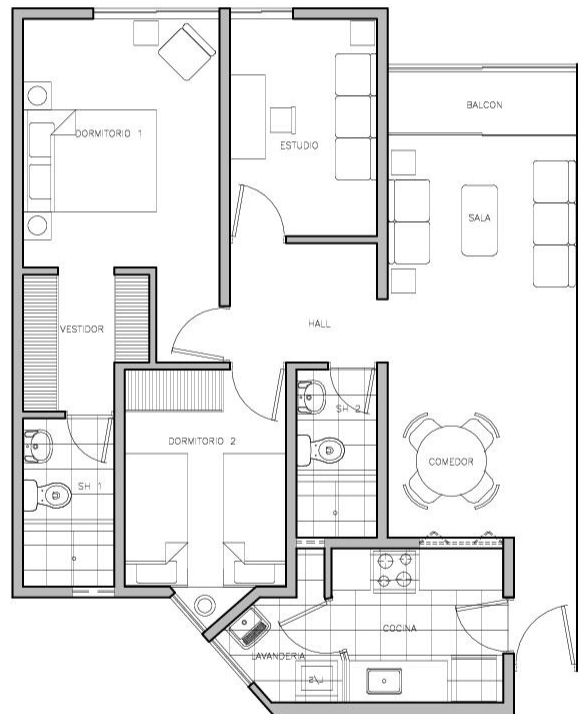 BALCON
DORMITORIO 1
ESTUDIO
SALA
HALL
VESTIDOR
SH 2
DORMITORIO 2
COMEDOR
SH 1
COCINA
LAVANDERIA
l/s